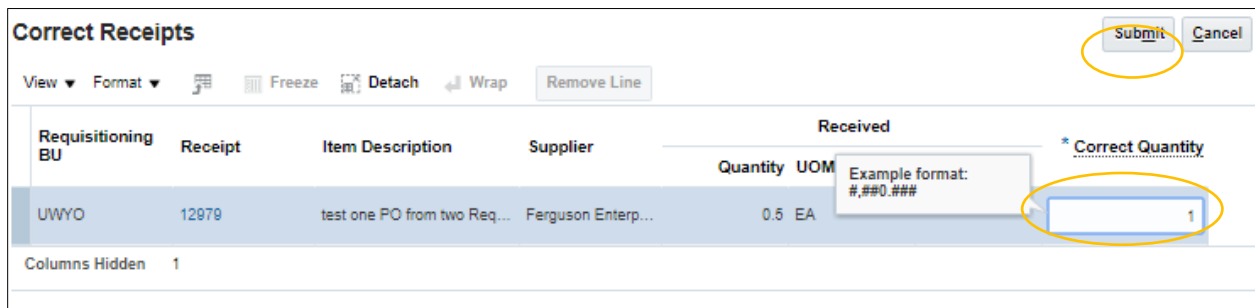 Correct Receipts
Submit Cancel
View Format Freeze Detach Wrap Remove Line
Requisitioning BU Receipt Item Description Supplier Received * Correct Quantity
Quantity UOM
Example format:
#,##0.###
UWYO 12979 test one PO from two Req... Ferguson Enterp... 0.5 EA 1
Columns Hidden 1